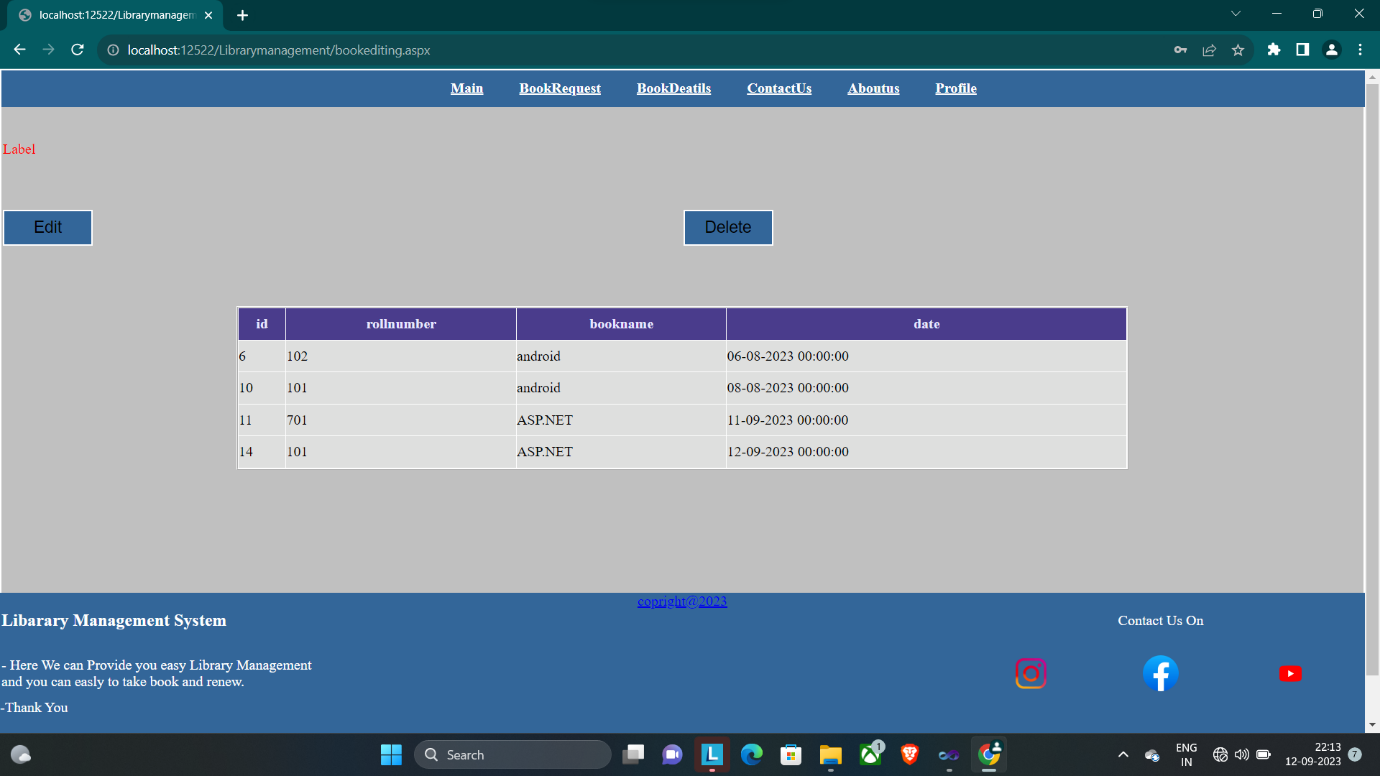 localhost:12522/Librarymanagem
localhost:12522/Librarymanagement/bookediting.aspx
Main BookRequest BookDeatils ContactUs Aboutus Profile
Label
Edit Delete
id rollnumber bookname date
6 102 android 06-08-2023 00:00:00
10 101 android 08-08-2023 00:00:00
11 701 ASP.NET 11-09-2023 00:00:00
14 101 ASP.NET 12-09-2023 00:00:00
copright@2023
Libarary Management System
Contact Us On
- Here We can Provide you easy Library Management
and you can easly to take book and renew.
-Thank You
Search
L
1
ENG
IN
22:13
12-09-2023
7